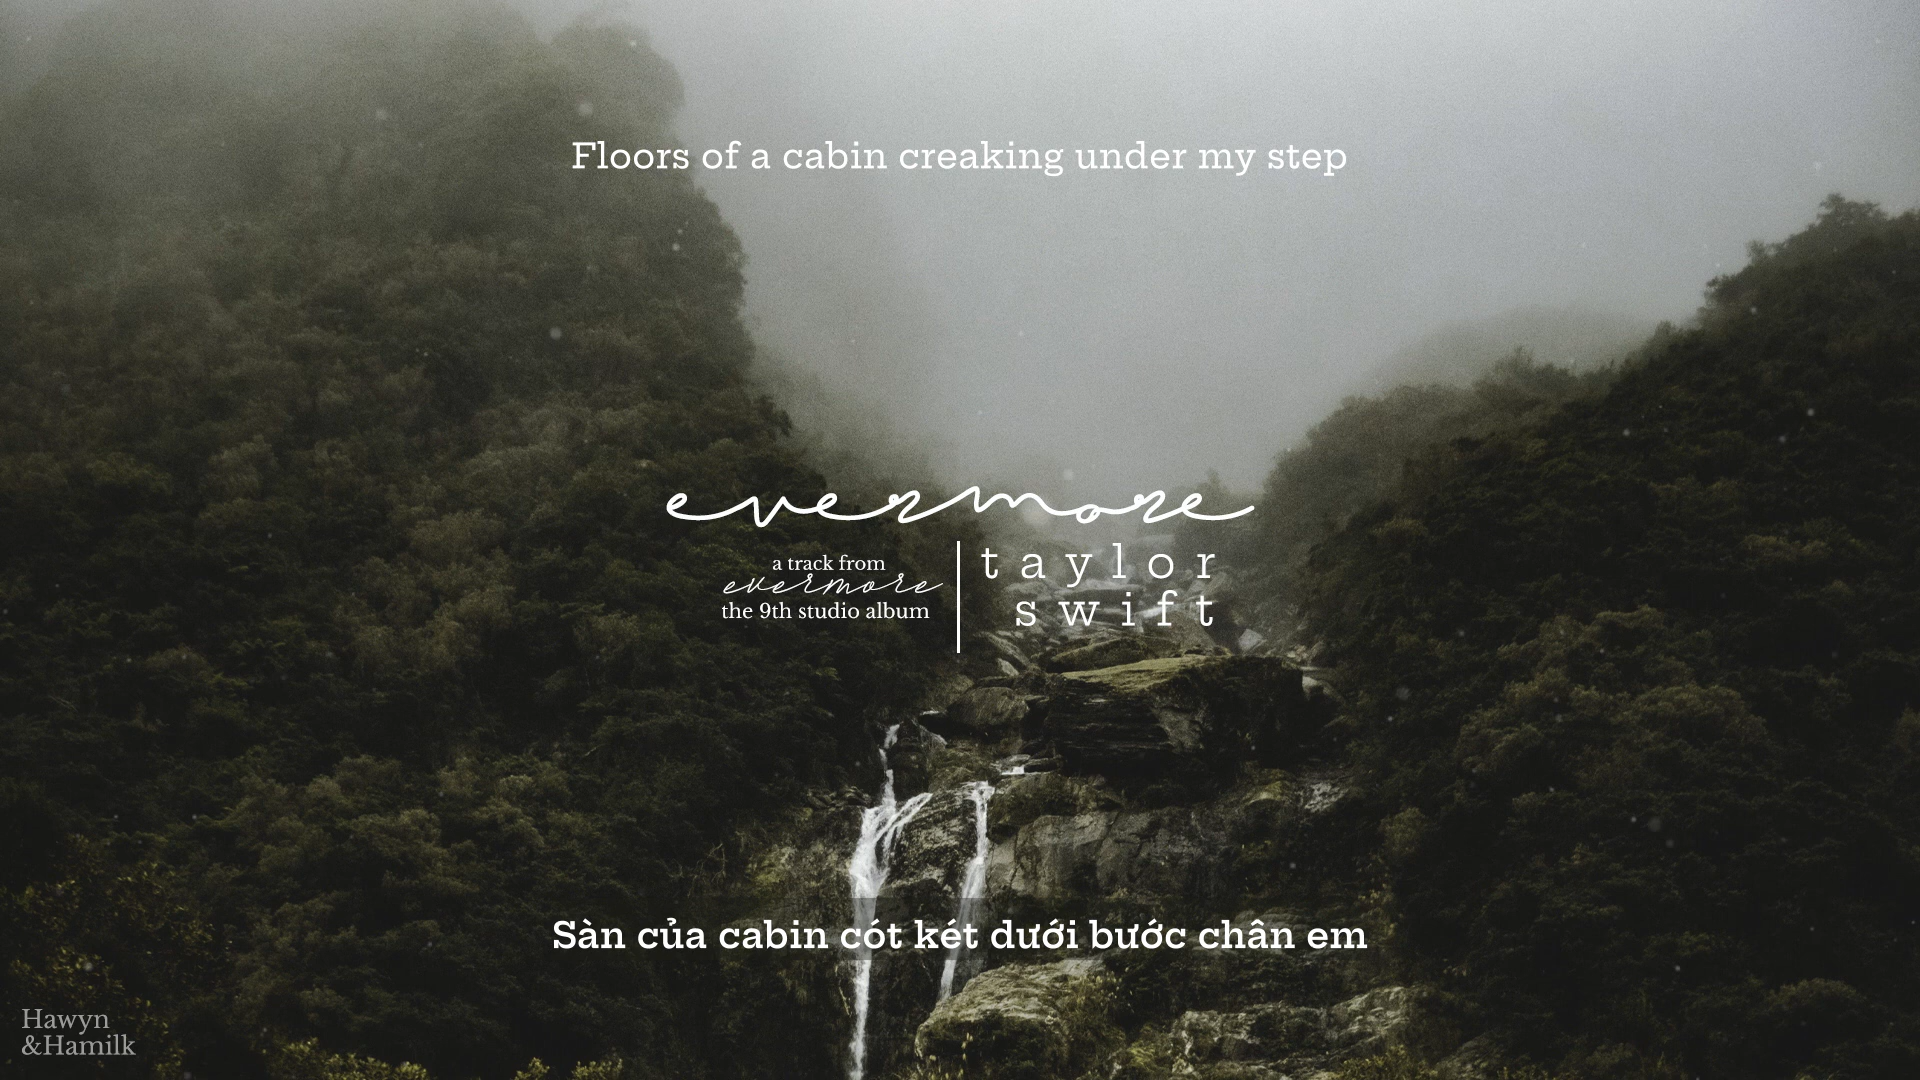 Floors of a cabin creaking under my step
evermore
a track from
evermore
the 9th studio album
taylor
swift
Sàn của cabin cót két dưới bước chân em
Hawyn
&Hamilk